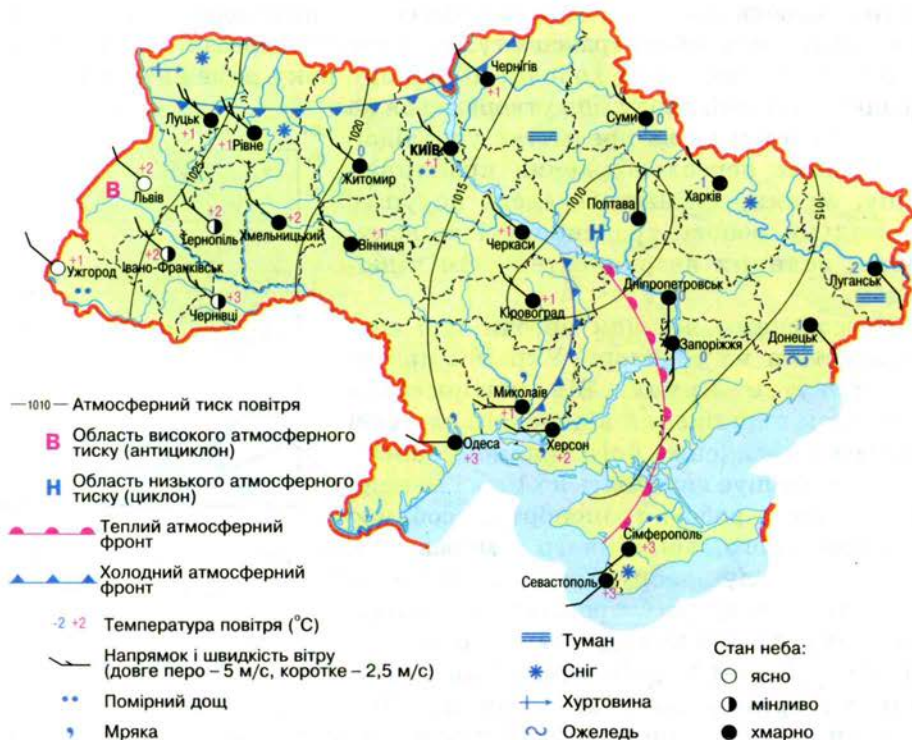 Чернігів
+1
Луцьк
+1
Рівне
+1
1020
1025
КИЇВ
+1
Суми
0
Житомир
0
1015
1010
Харків
-1
1015
+2
Львів
В
+2
Тернопіль
+2
Хмельницький
+1
Вінниця
+1
Черкаси
Полтава
0
Н
+1
Ужгород
+2
Івано-Франківськ
+3
Чернівці
+1
Кіровоград
Дніпропетровськ
0
-2
Луганськ
-1
Донецьк
Запоріжжя
0
Миколаїв
+1
Одеса
+3
Херсон
+2
Сімферополь
+3
Севастополь
+3
—1010— Атмосферний тиск повітря
В Область високого атмосферного
тиску (антициклон)
Н Область низького атмосферного
тиску (циклон)
Теплий атмосферний
фронт
Холодний атмосферний
фронт
-2 +2 Температура повітря (°С)
Напрямок і швидкість вітру
(довге перо – 5 м/с, коротке – 2,5 м/с)
Помірний дощ
Мряка
Туман
Сніг
Хуртовина
Ожеледь
Стан неба:
ясно
мінливо
хмарно